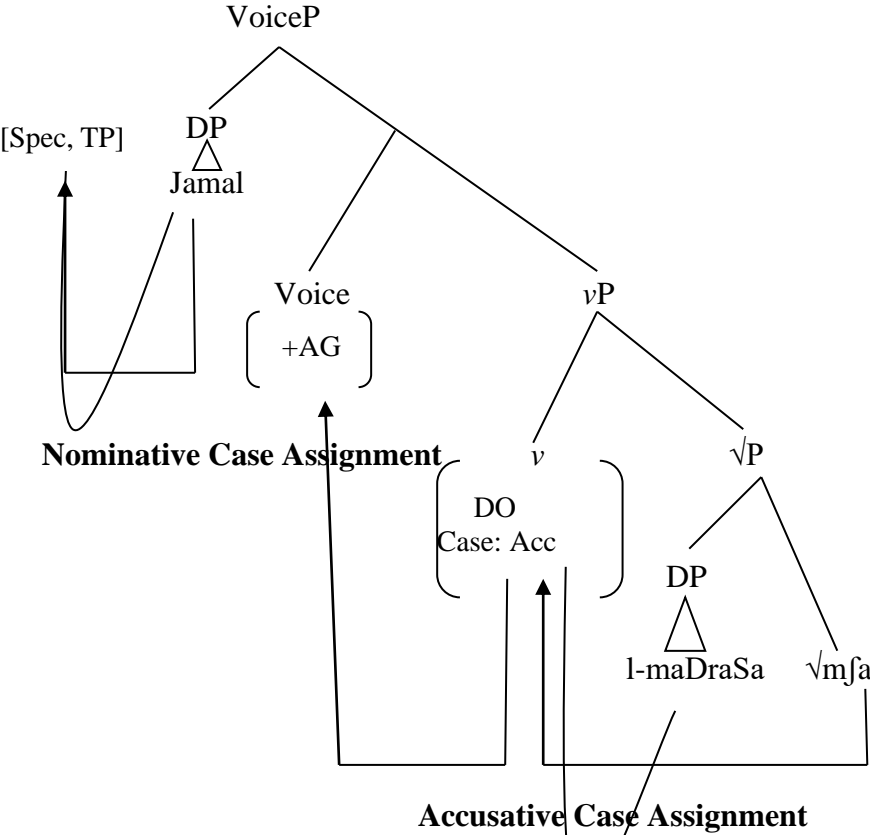 VoiceP
[Spec, TP]
DP
Jamal
Voice
vP
+AG
Nominative Case Assignment
v
√P
DO
Case: Acc
DP
l-maDraSa
√mʃa
Accusative Case Assignment